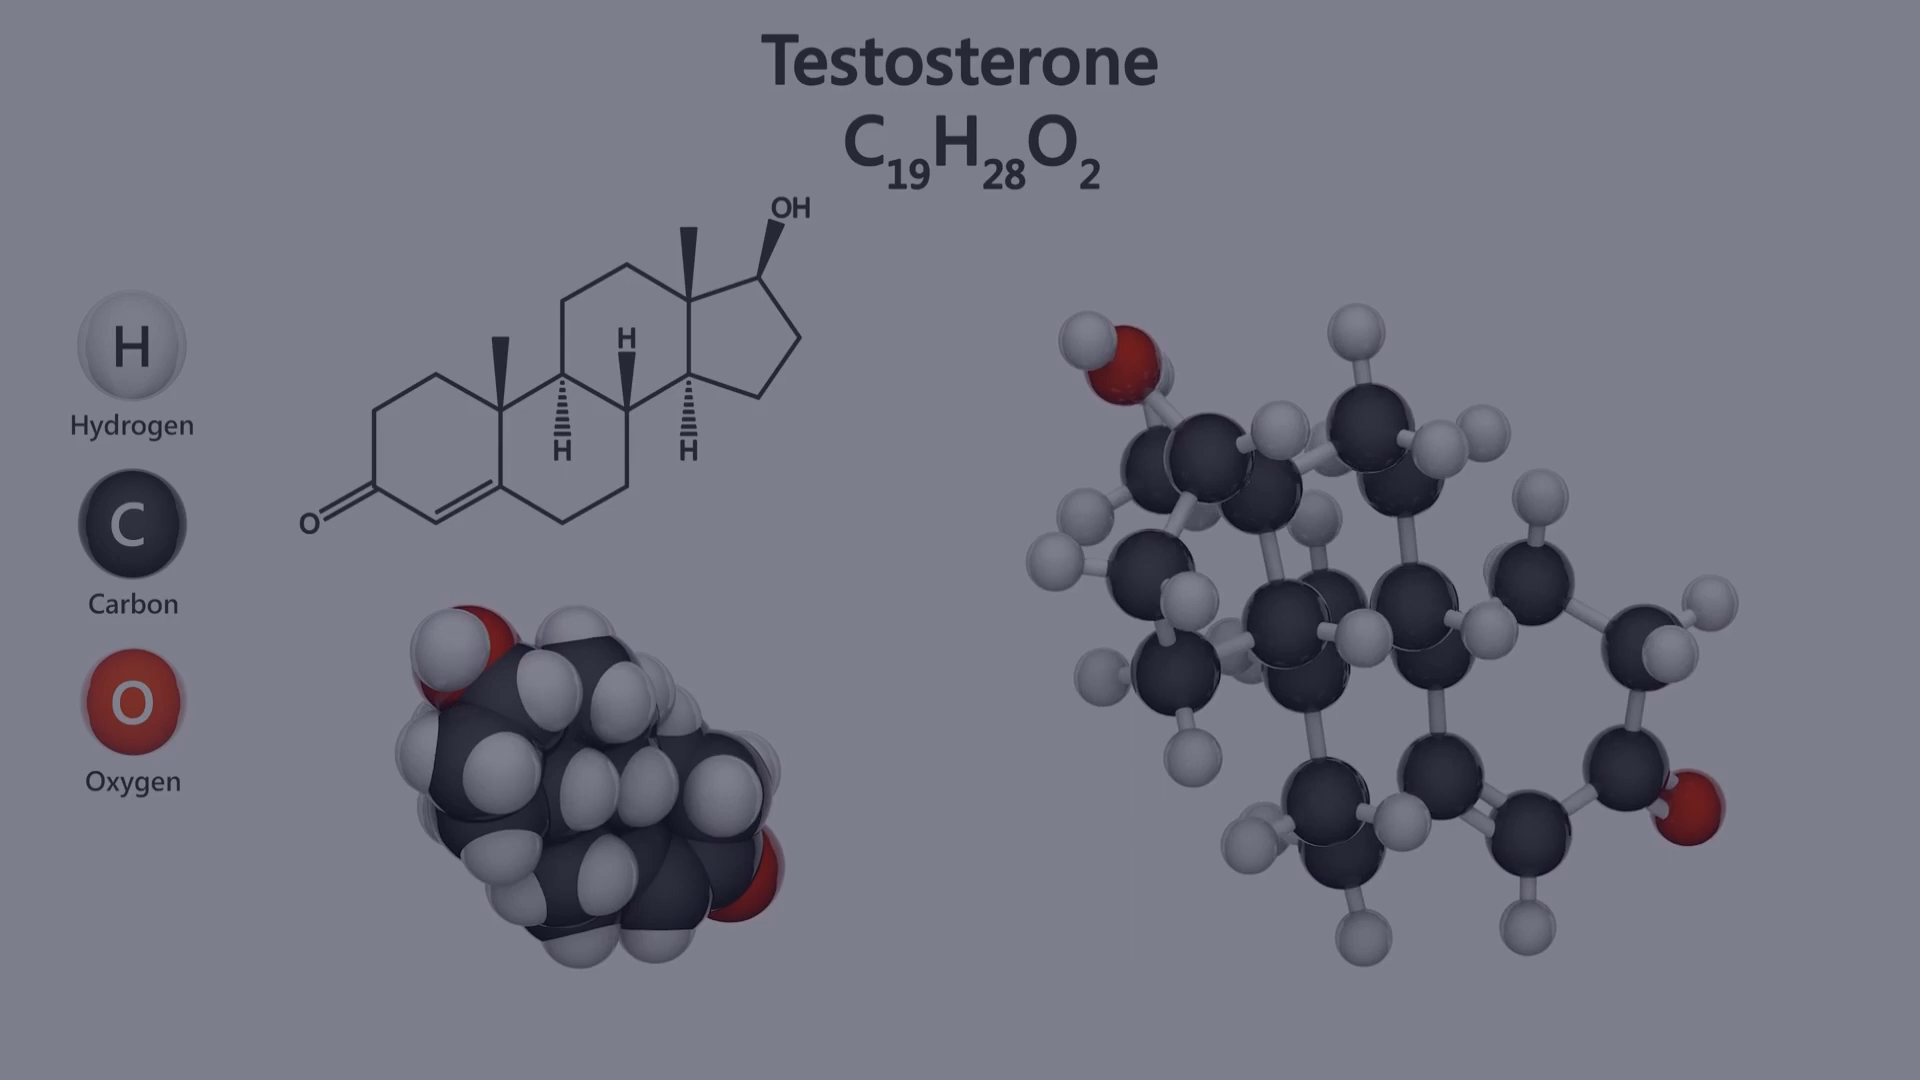 Testosterone
C19H28O2
OH
H
H
H
O
H
Hydrogen
C
Carbon
O
Oxygen